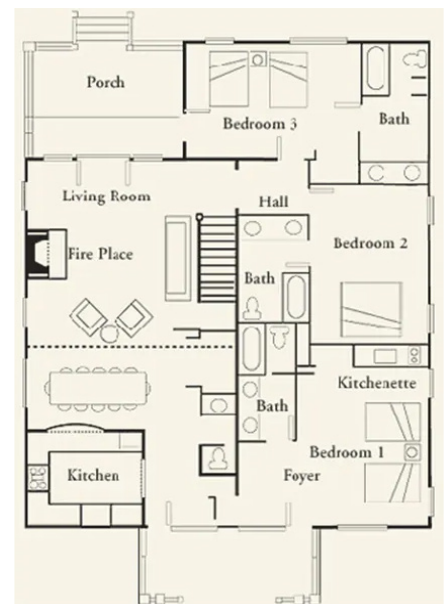 Porch
Bedroom 3
Bath
Living Room
Hall
Fire Place
Bedroom 2
Bath
Kitchenette
Bath
Bedroom 1
Kitchen
Foyer